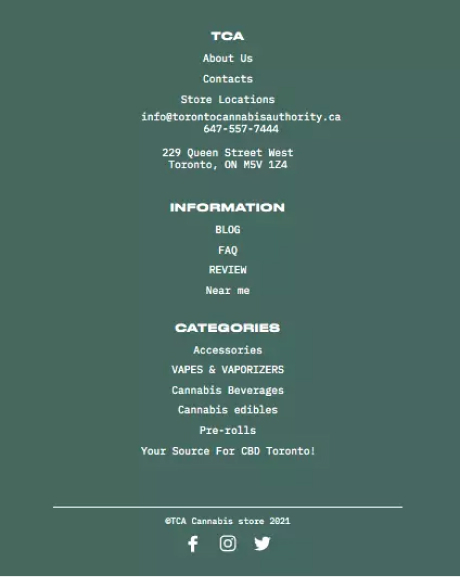 TCA
About Us
Contacts
Store Locations
info@torontocannabisauthority.ca
647-557-7444
229 Queen Street West
Toronto, ON M5V 1Z4
INFORMATION
BLOG
FAQ
REVIEW
Near me
CATEGORIES
Accessories
VAPES & VAPORIZERS
Cannabis Beverages
Cannabis edibles
Pre-rolls
Your Source For CBD Toronto!
©TCA Cannabis store 2021